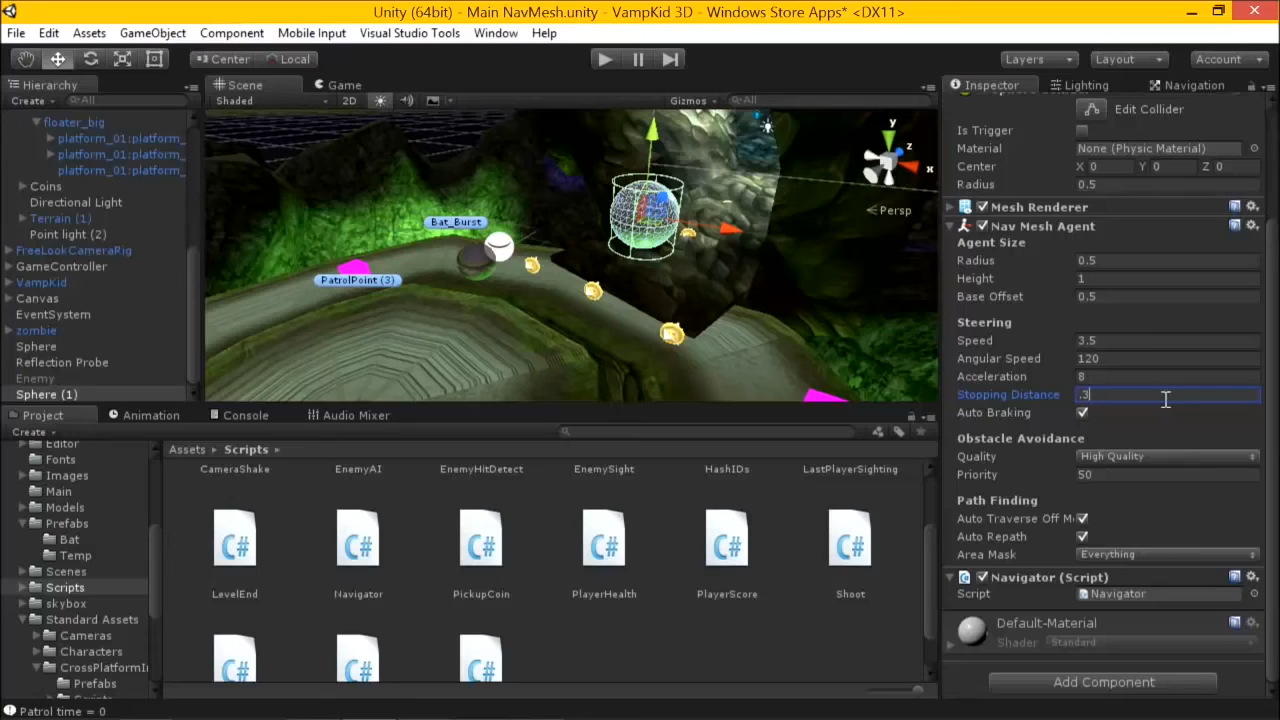 Unity (64bit) - Main NavMesh.unity - VampKid 3D - Windows Store Apps* <DX11>
File Edit Assets GameObject Component Mobile Input Visual Studio Tools Window Help
Center Local Layers Layout Account
Hierarchy
Create All
floater_big
platform_01:platform_
platform_01:platform_
platform_01:platform_
Coins
Directional Light
Terrain (1)
Point light (2)
FreeLookCameraRig
GameController
VampKid
Canvas
EventSystem
zombie
Sphere
Reflection Probe
Enemy
Sphere (1)
Scene Game
Shaded 2D Gizmos All
Bat_Burst
PatrolPoint (3)
y
z
x
Persp
Inspector Lighting Navigation
Edit Collider
Is Trigger
Material None (Physic Material)
Center X 0 Y 0 Z 0
Radius 0.5
Mesh Renderer
Nav Mesh Agent
Agent Size
Radius 0.5
Height 1
Base Offset 0.5
Steering
Speed 3.5
Angular Speed 120
Acceleration 8
Stopping Distance .3
Auto Braking
Obstacle Avoidance
Quality High Quality
Priority 50
Path Finding
Auto Traverse Off M
Auto Repath
Area Mask Everything
Navigator (Script)
Script Navigator
Default-Material
Shader Standard
Add Component
Project Animation Console Audio Mixer
Create
Editor
Fonts
Images
Main
Models
Prefabs
Bat
Temp
Scenes
Scripts
skybox
Standard Assets
Cameras
Characters
CrossPlatformI
Prefabs
Assets Scripts
CameraShake EnemyAI EnemyHitDetect EnemySight HashIDs LastPlayerSighting
C# C# C# C# C# C#
LevelEnd Navigator PickupCoin PlayerHealth PlayerScore Shoot
C# C# C#
Patrol time = 0